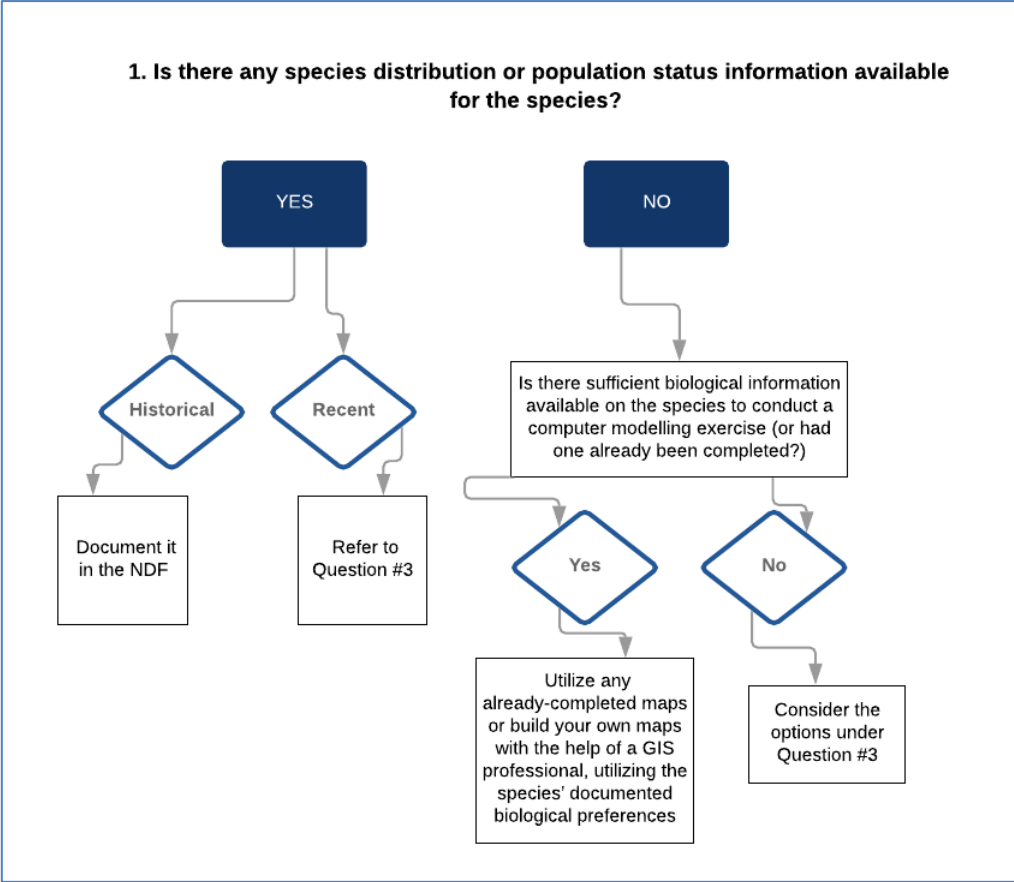 1. Is there any species distribution or population status information available
for the species?
YES
NO
Historical
Recent
Is there sufficient biological information
available on the species to conduct a
computer modelling exercise (or had
one already been completed?)
Document it
in the NDF
Refer to
Question #3
Yes
No
Utilize any
already-completed maps
or build your own maps
with the help of a GIS
professional, utilizing the
species’ documented
biological preferences
Consider the
options under
Question #3